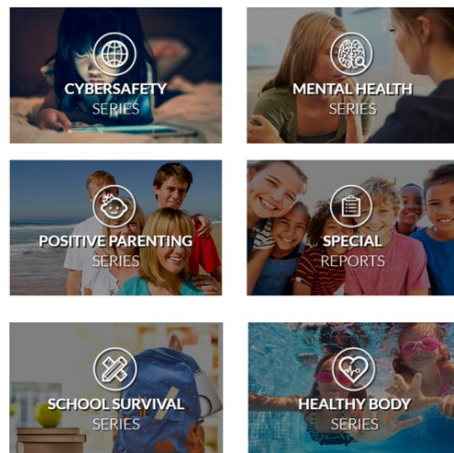 CYBERSAFETY
SERIES
MENTAL HEALTH
SERIES
POSITIVE PARENTING
SERIES
SPECIAL
REPORTS
SCHOOL SURVIVAL
SERIES
HEALTHY BODY
SERIES